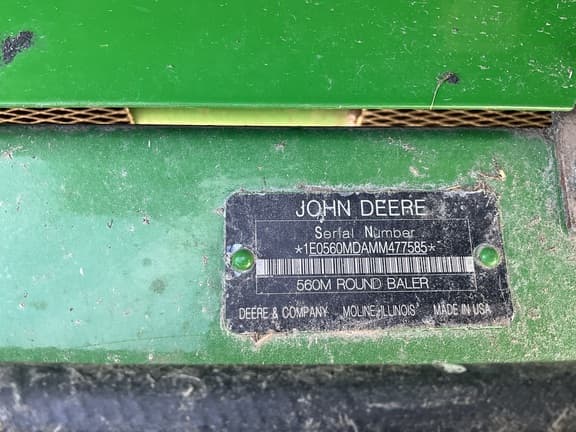 JOHN DEERE
Serial Number
*1E0560MDAMM477585*
560M ROUND BALER
DEERE & COMPANY MOLINE, ILLINOIS MADE IN USA